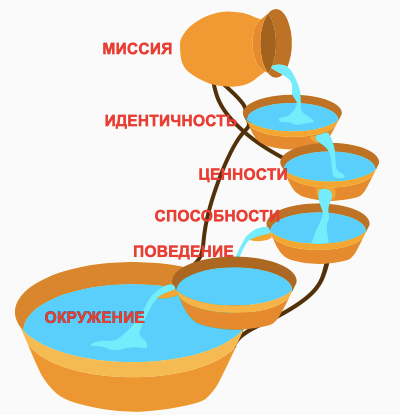 МИССИЯ
ИДЕНТИЧНОСТЬ
ЦЕННОСТИ
СПОСОБНОСТИ
ПОВЕДЕНИЕ
ОКРУЖЕНИЕ